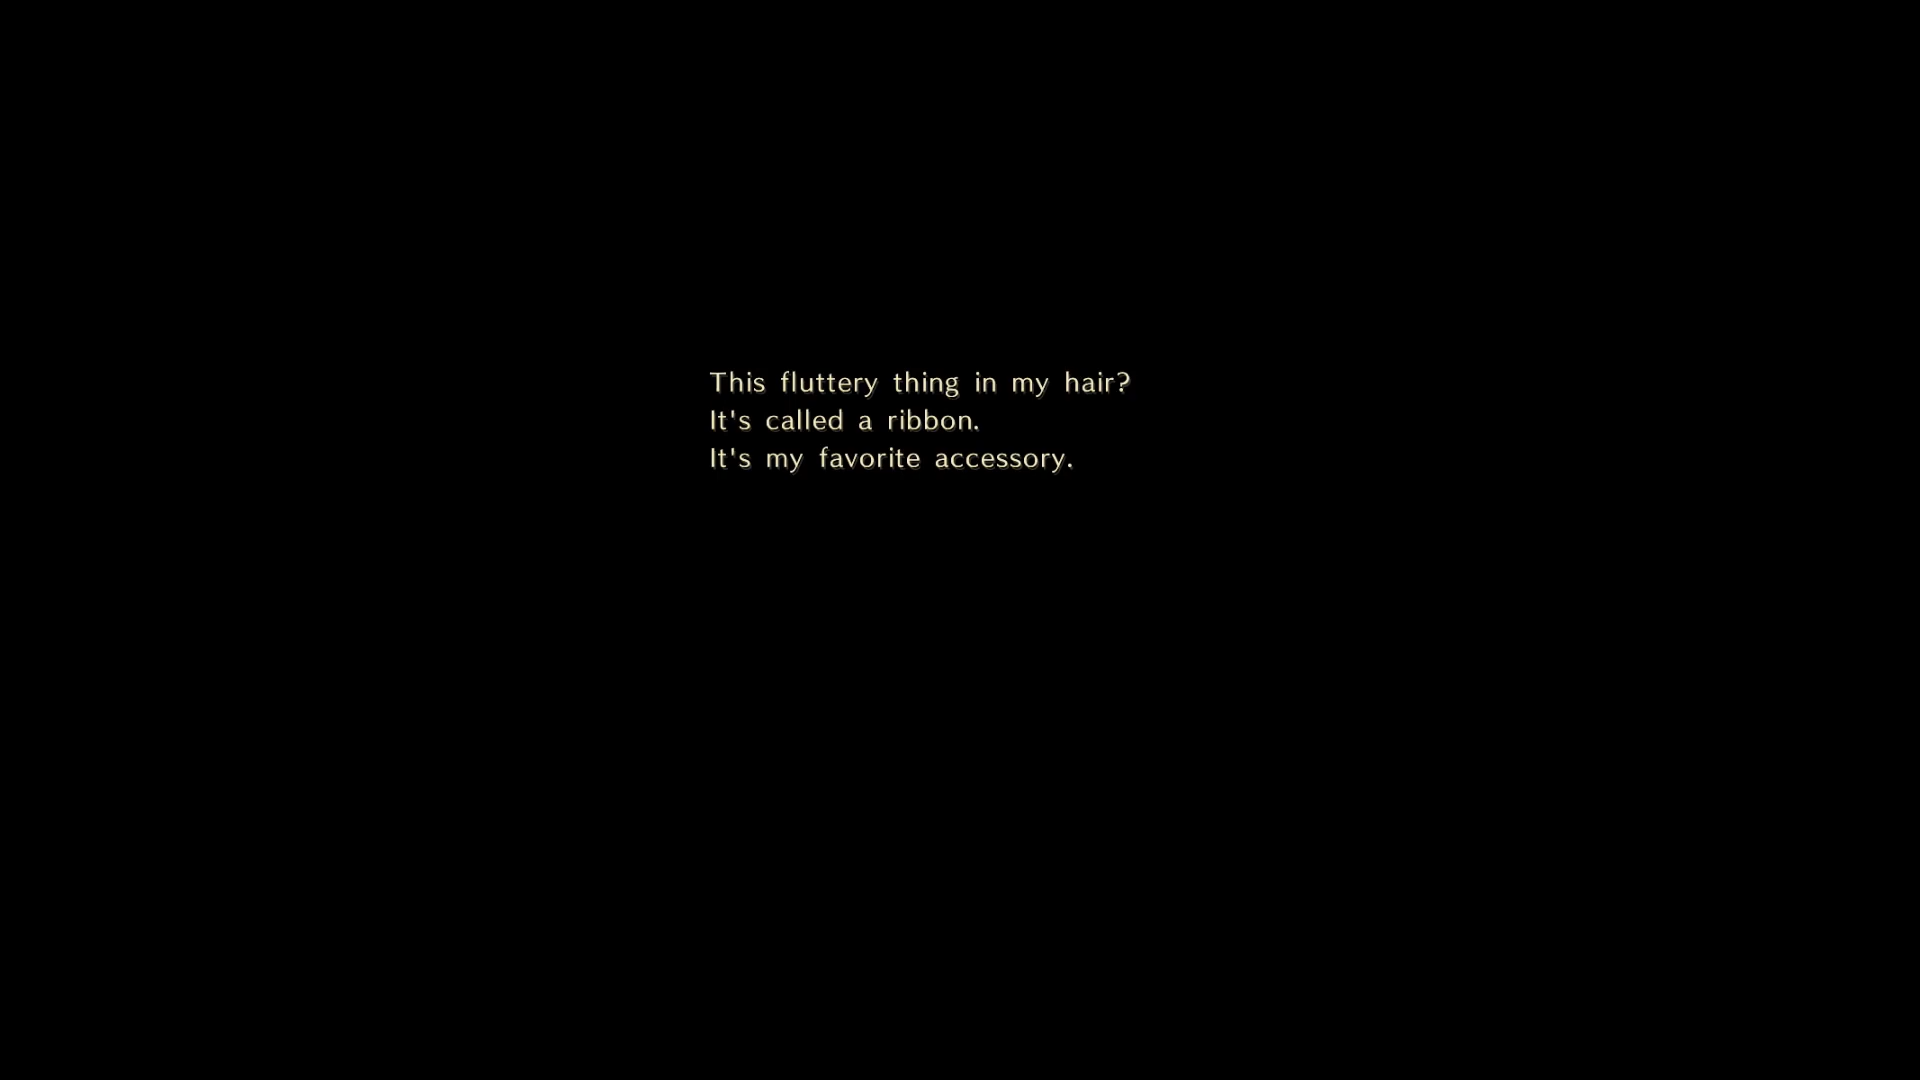 This fluttery thing in my hair?
It's called a ribbon.
It's my favorite accessory.